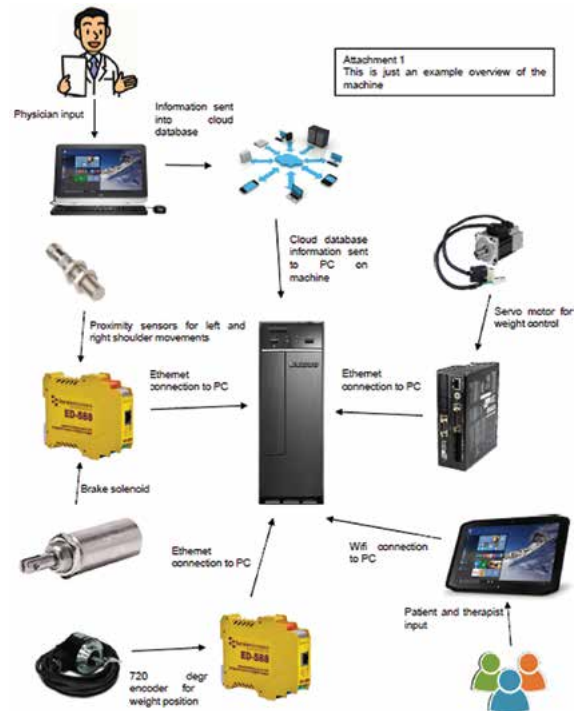 Attachment 1
This is just an example overview of the
machine
Physician input
Information sent
into cloud
database
Cloud database
information sent
to PC on
machine
Servo motor for
weight control
Proximity sensors for left and
right shoulder movements
Ethernet
connection to PC
Ethernet
connection to PC
ED-588
Brake solenoid
Ethernet
connection to PC
Wifi connection
to PC
Patient and therapist
input
ED-588
720 degr
encoder for
weight position